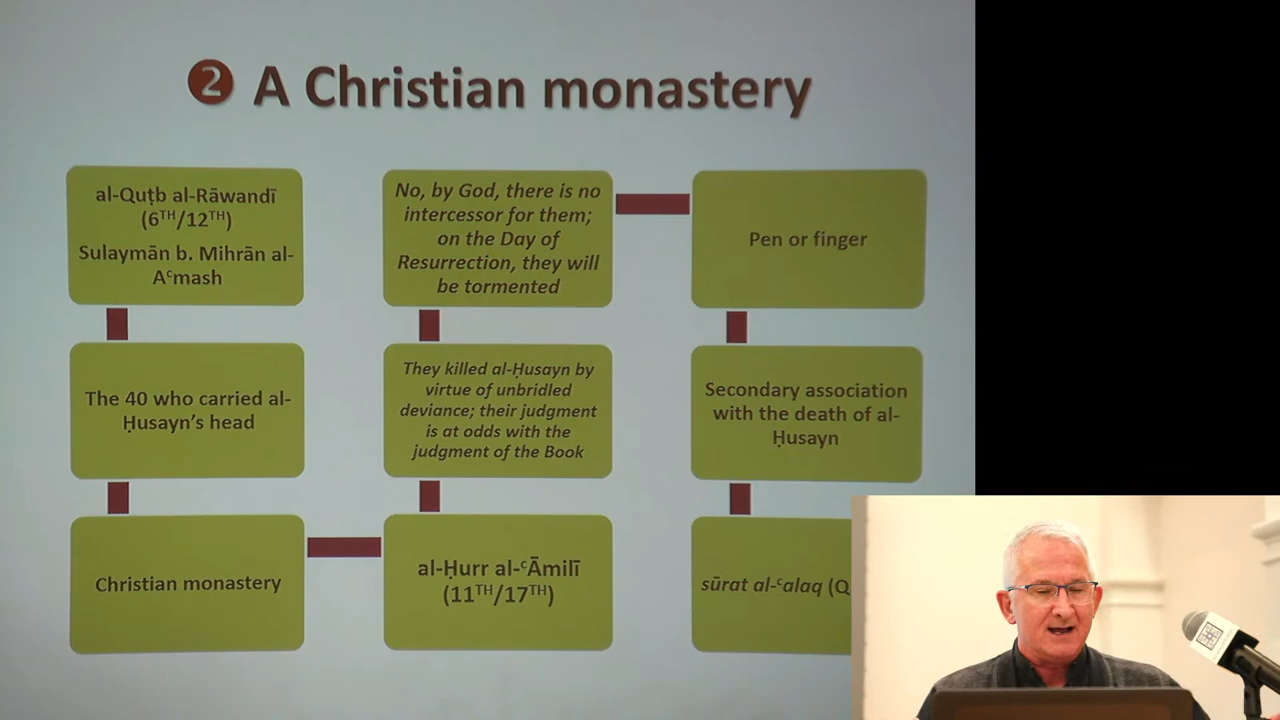 ❷ A Christian monastery
al-Quṭb al-Rāwandī
(6TH/12TH)
Sulaymān b. Mihrān al-
Aᶜmash
The 40 who carried al-
Ḥusayn's head
Christian monastery
al-Ḥurr al-ᶜĀmilī
(11TH/17TH)
They killed al-Ḥusayn by
virtue of unbridled
deviance; their judgment
is at odds with the
judgment of the Book
No, by God, there is no
intercessor for them;
on the Day of
Resurrection, they will
be tormented
Pen or finger
Secondary association
with the death of al-
Ḥusayn
sūrat al-ᶜalaq (Q